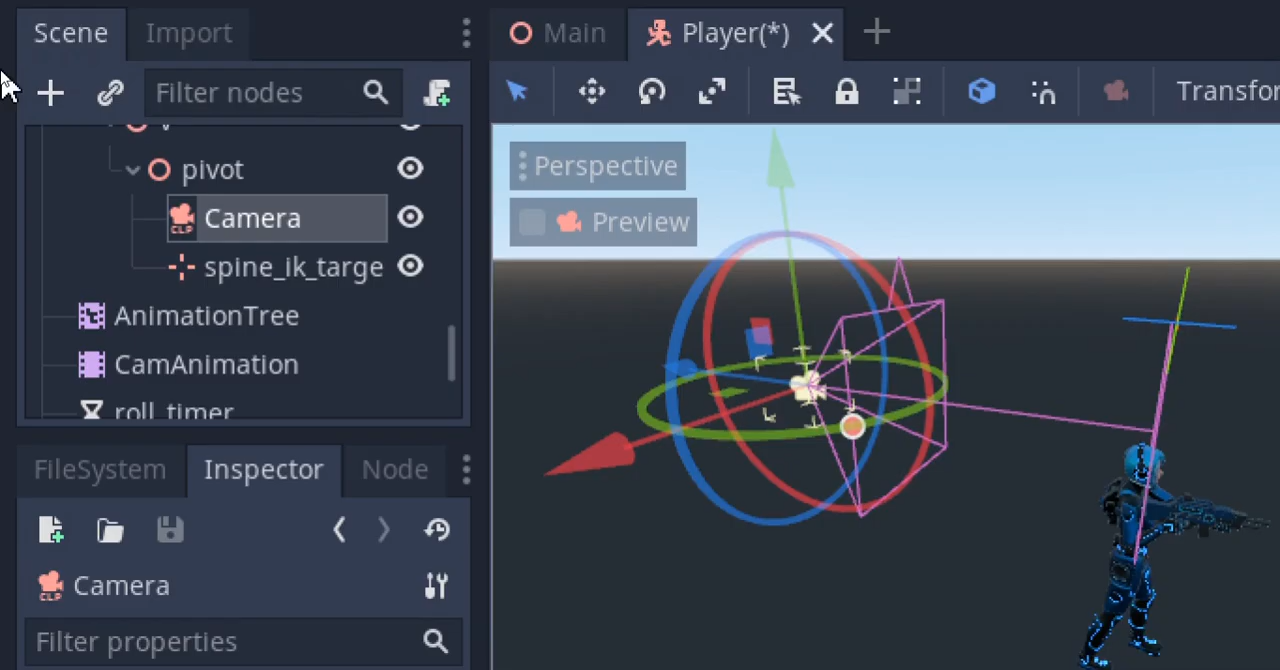 Scene Import
Main Player(*)
Filter nodes
Transfor
pivot
Perspective
Camera
Preview
spine_ik_targe
AnimationTree
CamAnimation
roll_timer
FileSystem Inspector Node
CLP Camera
Filter properties